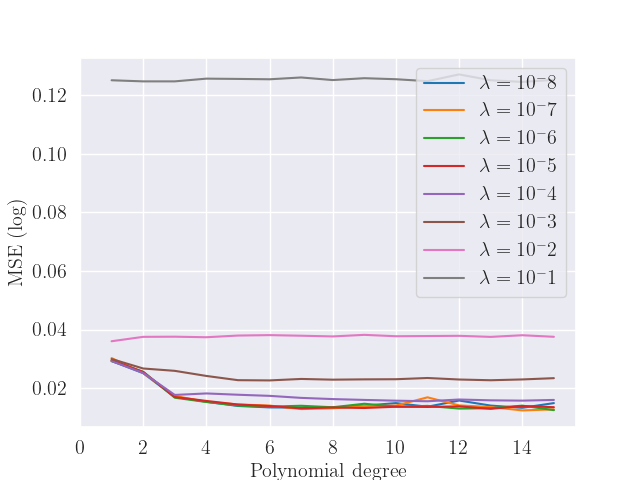 0.12
0.10
0.08
0.06
0.04
0.02
MSE (log)
0 2 4 6 8 10 12 14
Polynomial degree
λ = 10⁻8
λ = 10⁻7
λ = 10⁻6
λ = 10⁻5
λ = 10⁻4
λ = 10⁻3
λ = 10⁻2
λ = 10⁻1